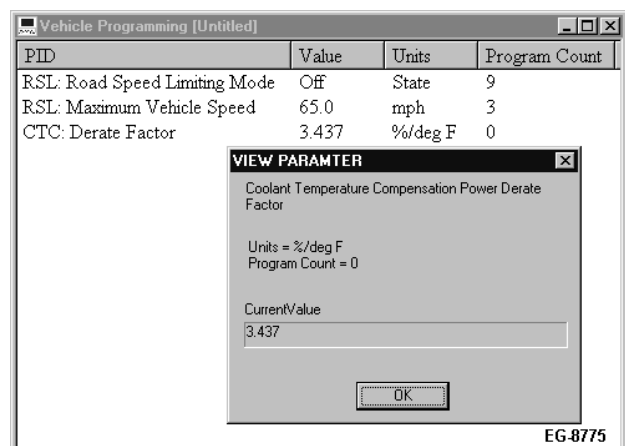 Vehicle Programming [Untitled]
PID Value Units Program Count
RSL: Road Speed Limiting Mode Off State 9
RSL: Maximum Vehicle Speed 65.0 mph 3
CTC: Derate Factor 3.437 %/deg F 0
VIEW PARAMTER
Coolant Temperature Compensation Power Derate
Factor
Units = %/deg F
Program Count = 0
CurrentValue
3.437
OK
EG-8775